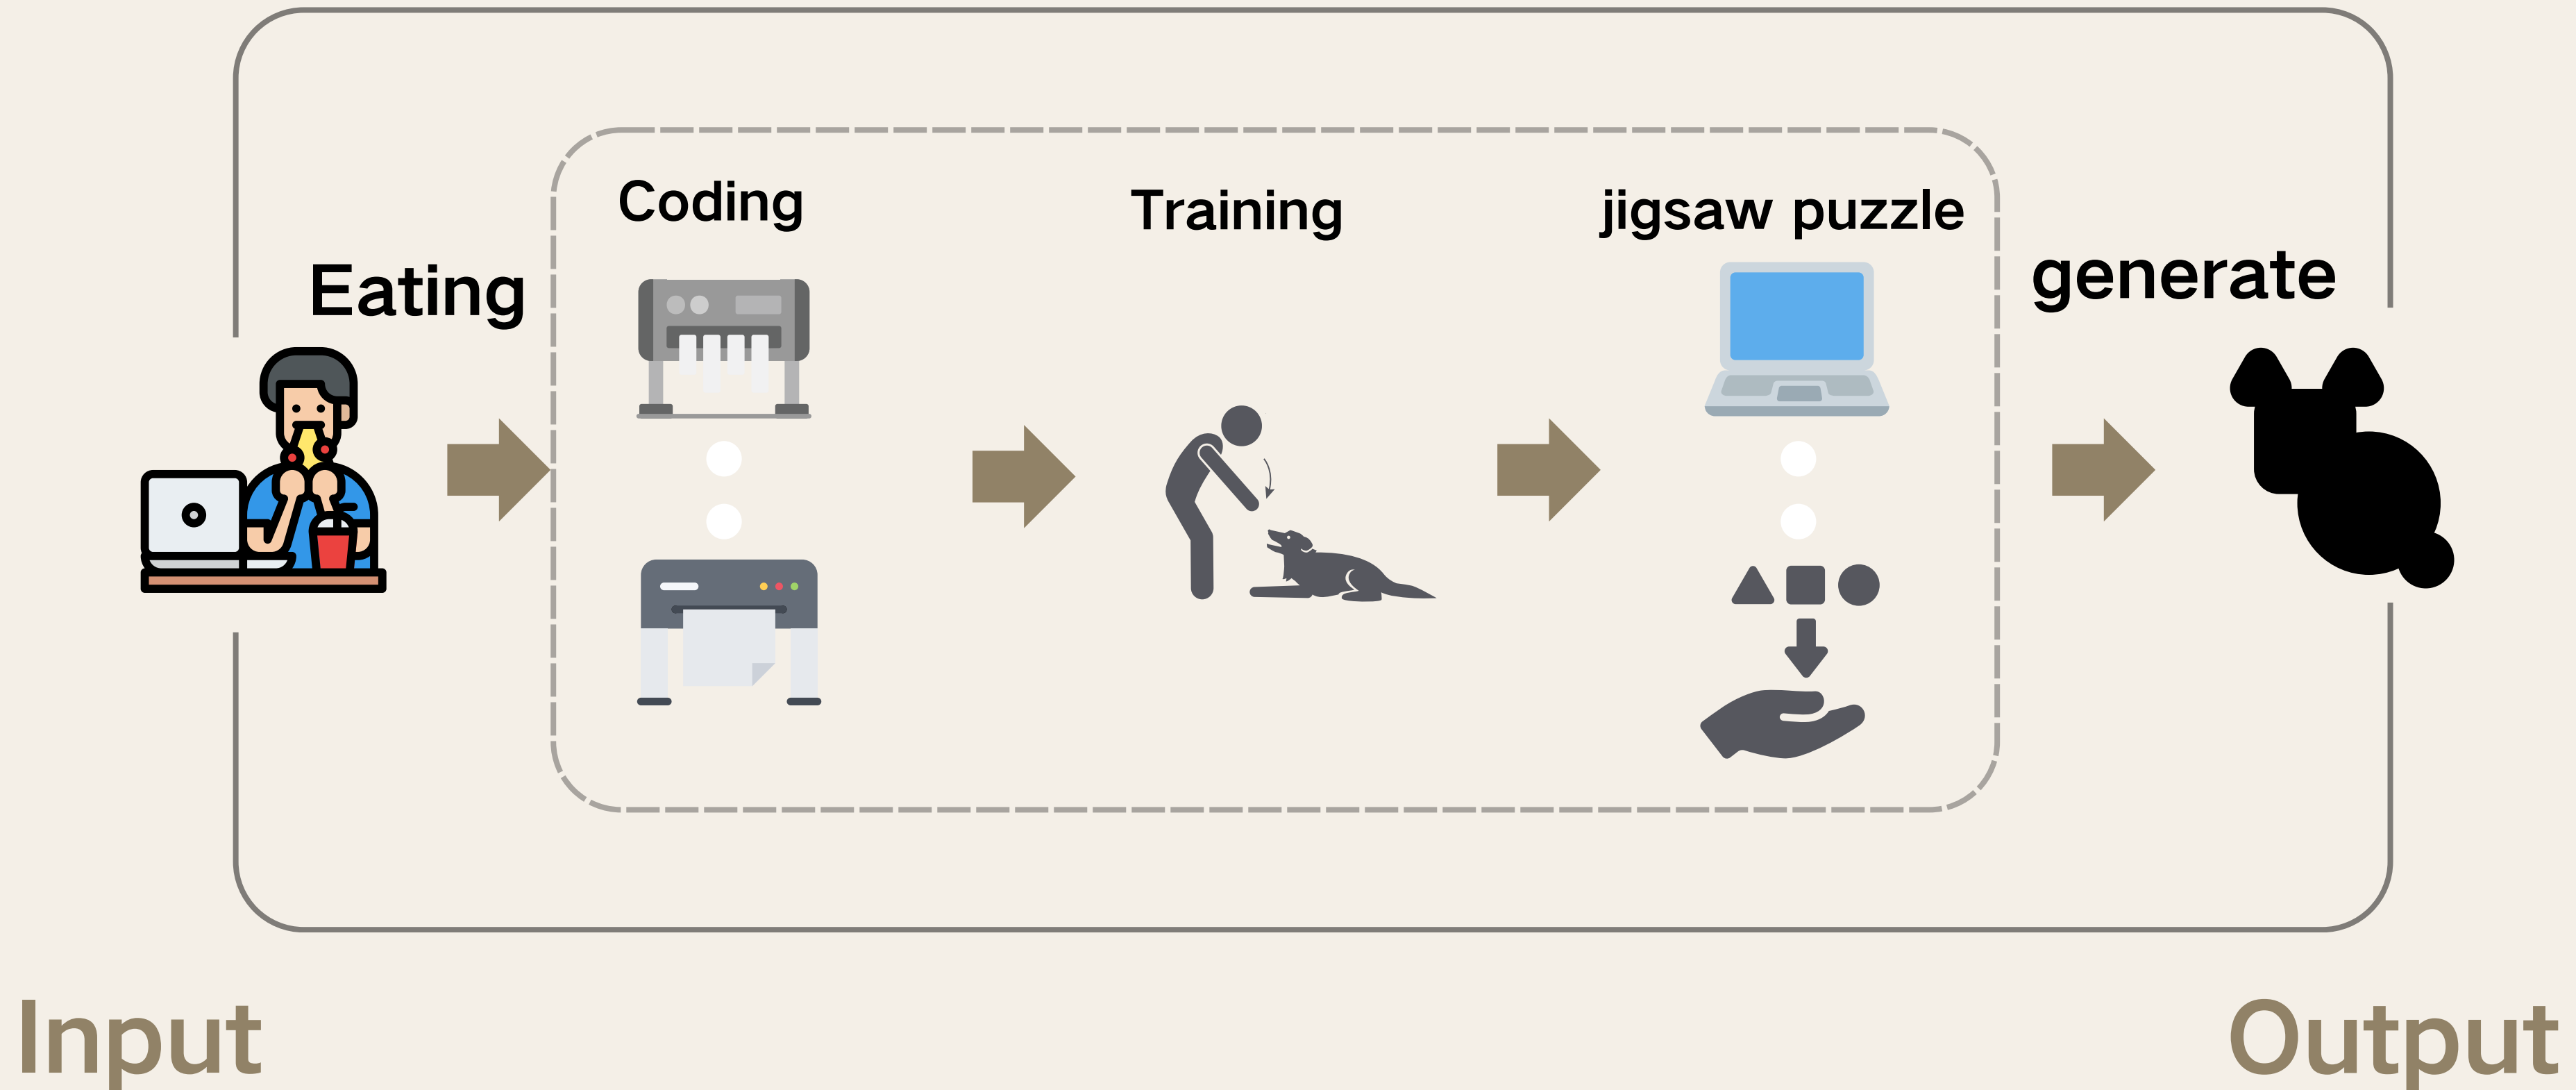 Coding
Training
jigsaw puzzle
Eating
generate
Input
Output